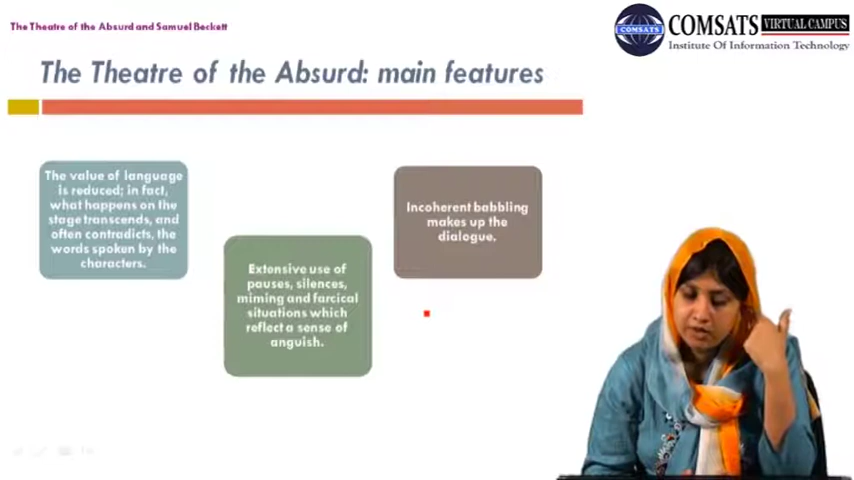 The Theatre of the Absurd and Samuel Beckett
COMSATS VIRTUAL CAMPUS
COMSATS
Institute Of Information Technology
The Theatre of the Absurd: main features
The value of language
is reduced; in fact,
what happens on the
stage transcends, and
often contradicts, the
words spoken by the
characters.
Extensive use of
pauses, silences,
miming and farcical
situations which
reflect a sense of
anguish.
Incoherent babbling
makes up the
dialogue.